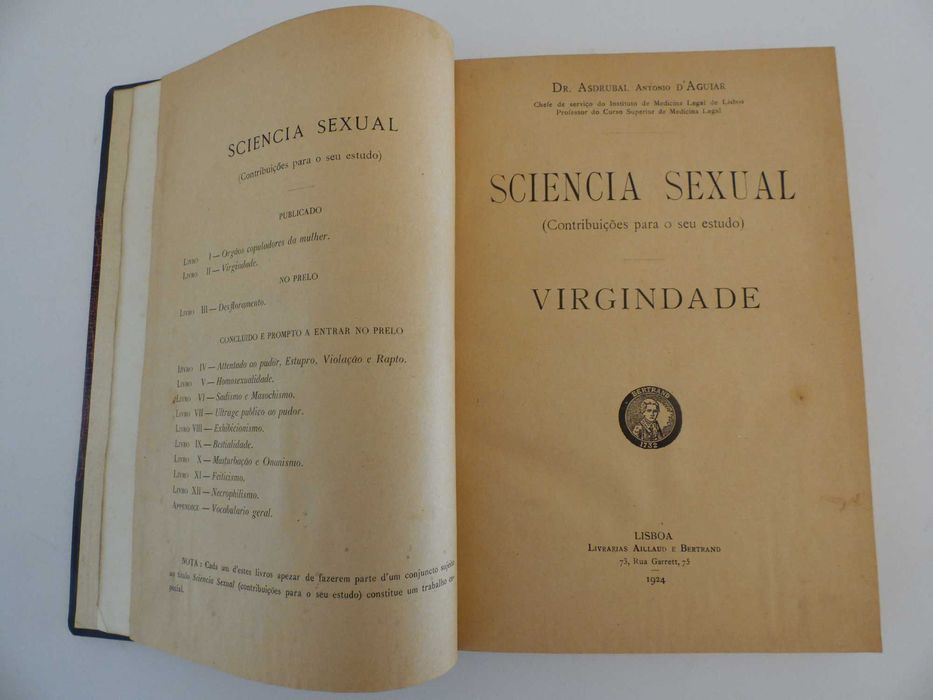 SCIENCIA SEXUAL
(Contribuições para o seu estudo)
PUBLICADO
LIVRO I — Orgãos copuladores da mulher.
LIVRO II — Virgindade.
NO PRELO
LIVRO III — Desfloramento.
CONCLUIDO E PROMPTO A ENTRAR NO PRELO
LIVRO IV — Attentado ao pudôr, Estupro, Violação e Rapto.
LIVRO V — Homosexualidade.
LIVRO VI — Sadismo e Masochismo.
LIVRO VII — Ultrage publico ao pudor.
LIVRO VIII — Exhibicionismo.
LIVRO IX — Bestialidade.
LIVRO X — Masturbação e Onanismo.
LIVRO XI — Feiticismo.
LIVRO XII — Necrophilismo.
APPENDICE — Vocabulario geral.
NOTA: Cada um d'estes livros apezar de fazerem parte d'um conjuncto sujeito
ao titulo Sciencia Sexual (contribuições para o seu estudo) constitue um trabalho
pecial.
DR. ASDRUBAL ANTONIO D'AGUIAR
Chefe de serviço do Instituto de Medicina Legal de Lisboa
Professor do Curso Superior de Medicina Legal
SCIENCIA SEXUAL
(Contribuições para o seu estudo)
VIRGINDADE
BERTRAND
1732
LISBOA
LIVRARIAS AILLAUD E BERTRAND
73, Rua Garrett, 75
1924